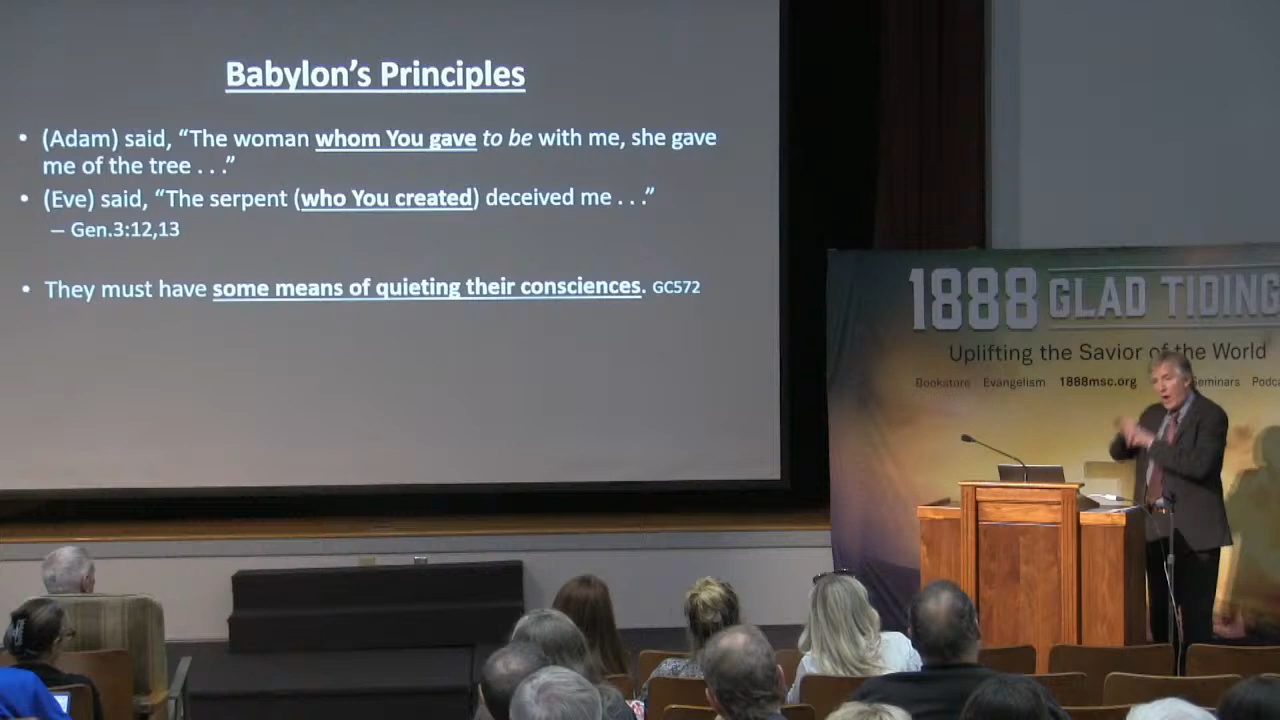 Babylon's Principles
• (Adam) said, “The woman whom You gave to be with me, she gave
me of the tree . . .”
• (Eve) said, “The serpent (who You created) deceived me . . .”
– Gen.3:12,13
• They must have some means of quieting their consciences. GC572
1888 GLAD TIDING
Uplifting the Savior of the World
Bookstore Evangelism 1888msc.org Seminars